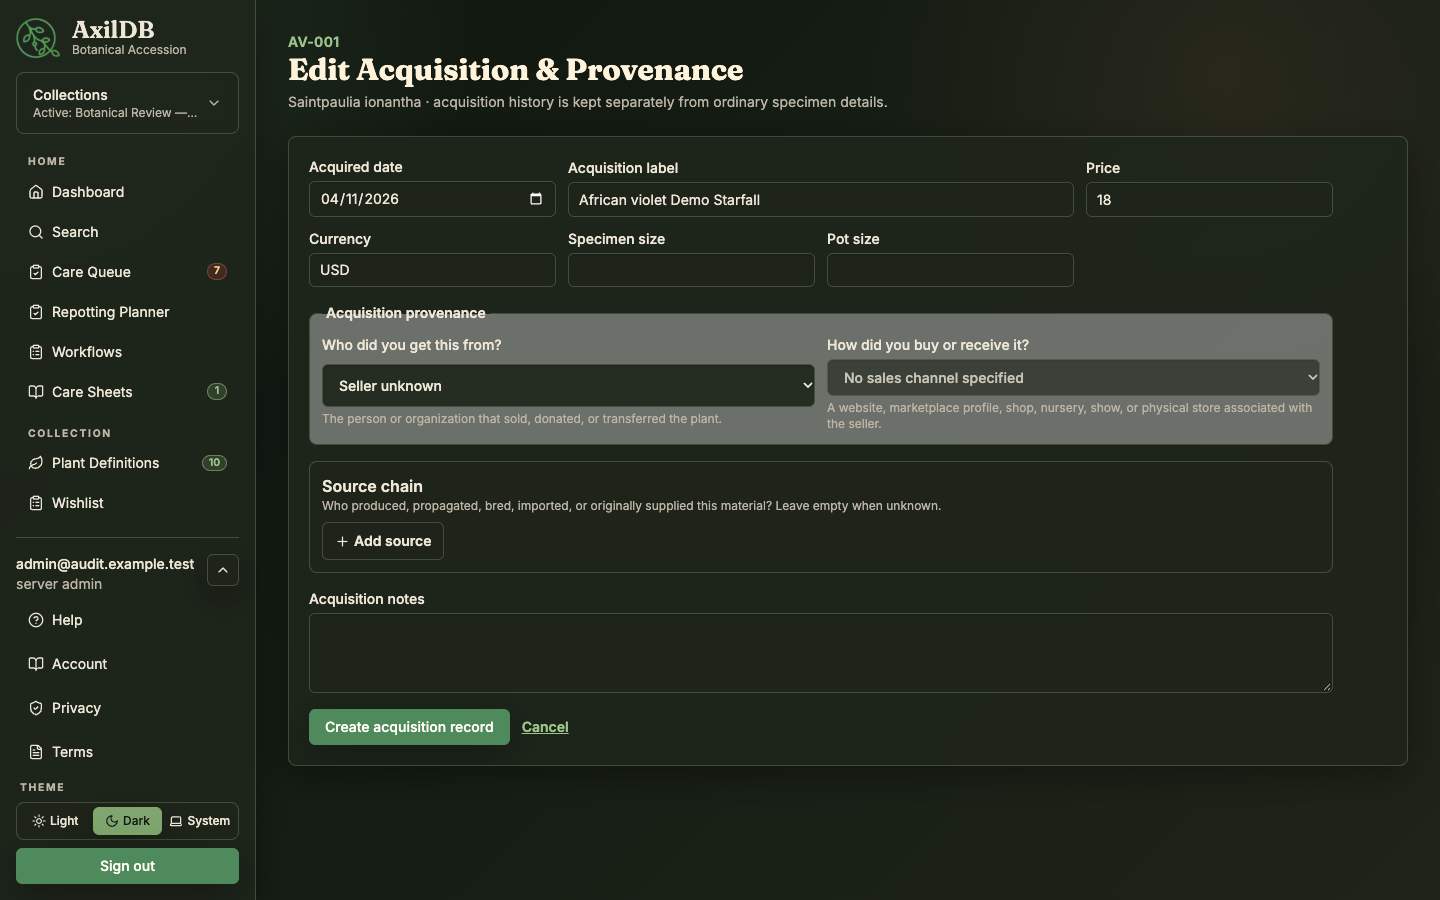 AxilDB
Botanical Accession
Collections
Active: Botanical Review —...
HOME
Dashboard
Search
Care Queue 7
Repotting Planner
Workflows
Care Sheets 1
COLLECTION
Plant Definitions 10
Wishlist
admin@audit.example.test
server admin
Help
Account
Privacy
Terms
THEME
Light Dark System
Sign out
AV-001
Edit Acquisition & Provenance
Saintpaulia ionantha · acquisition history is kept separately from ordinary specimen details.
Acquired date Acquisition label Price
04/11/2026 African violet Demo Starfall 18
Currency Specimen size Pot size
USD
Acquisition provenance
Who did you get this from? How did you buy or receive it?
Seller unknown No sales channel specified
The person or organization that sold, donated, or transferred the plant. A website, marketplace profile, shop, nursery, show, or physical store associated with
the seller.
Source chain
Who produced, propagated, bred, imported, or originally supplied this material? Leave empty when unknown.
+ Add source
Acquisition notes
Create acquisition record Cancel